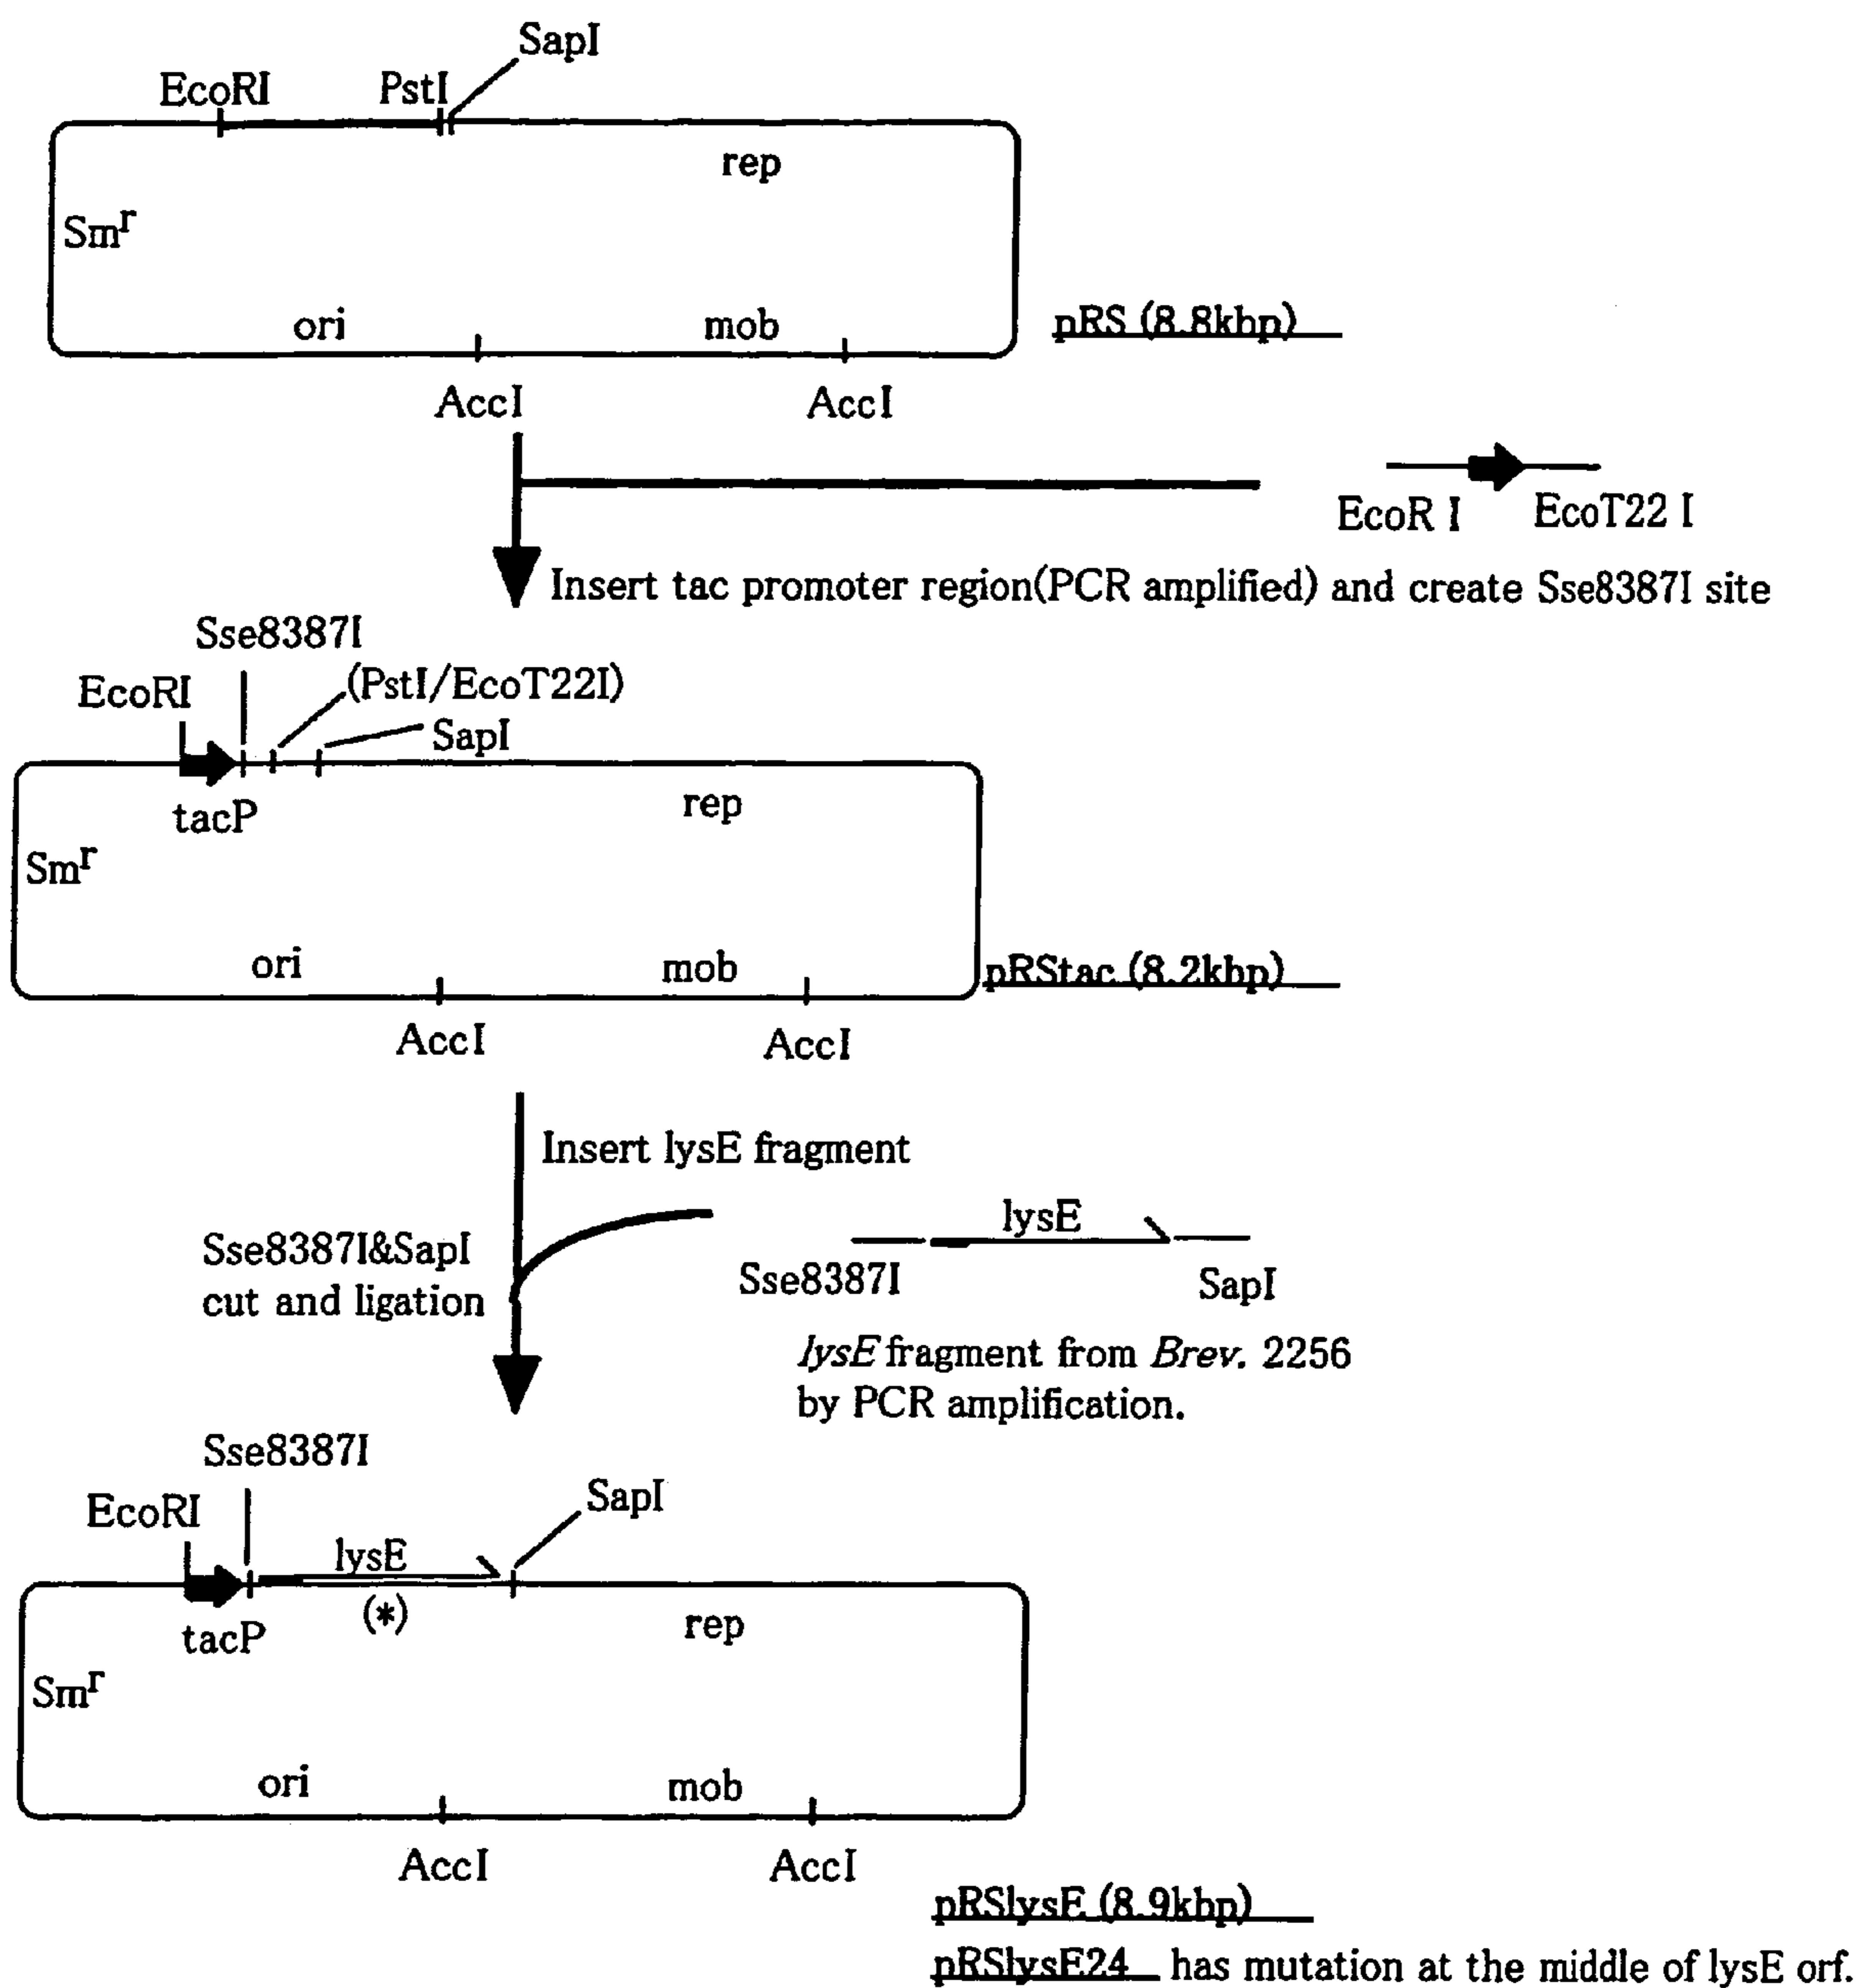 SapI
EcoRI
PstI
rep
Smr
ori
mob
pRS (8.8kbp)
AccI
AccI
EcoR I
EcoT22 I
Insert tac promoter region(PCR amplified) and create Sse8387I site
Sse8387I
(PstI/EcoT22I)
EcoRI
SapI
tacP
rep
Smr
ori
mob
pRStac (8.2kbp)
AccI
AccI
Insert lysE fragment
Sse8387I&SapI
cut and ligation
lysE
Sse8387I
SapI
lysE fragment from Brev. 2256
by PCR amplification.
Sse8387I
SapI
EcoRI
lysE
(*)
tacP
rep
Smr
ori
mob
AccI
AccI
pRSlysE (8.9kbp)
pRSlysE24 has mutation at the middle of lysE orf.